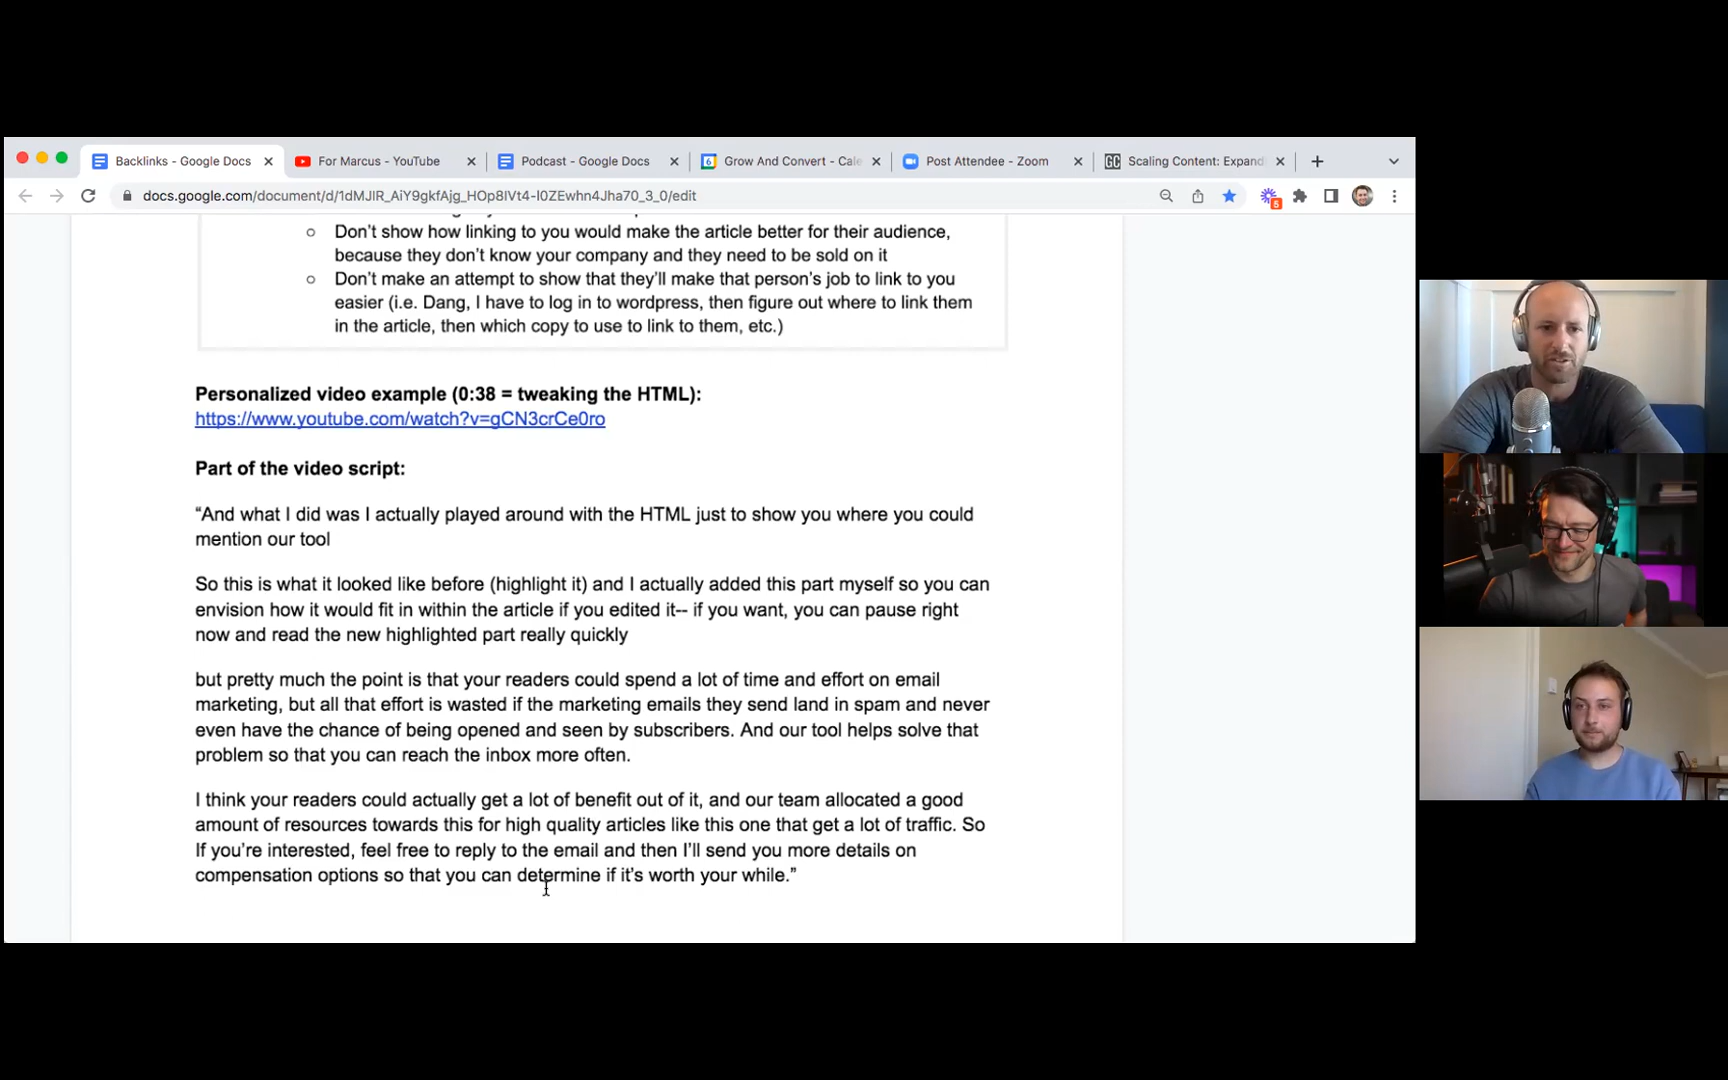 Backlinks - Google Docs
For Marcus - YouTube
Podcast - Google Docs
Grow And Convert - Cale
Post Attendee - Zoom
GC
Scaling Content: Expand
docs.google.com/document/d/1dMJlR_AiY9gkfAjg_HOp8IVt4-I0ZEwhn4Jha70_3_0/edit
5
Don’t show how linking to you would make the article better for their audience,
because they don’t know your company and they need to be sold on it
Don’t make an attempt to show that they’ll make that person’s job to link to you
easier (i.e. Dang, I have to log in to wordpress, then figure out where to link them
in the article, then which copy to use to link to them, etc.)
Personalized video example (0:38 = tweaking the HTML):
https://www.youtube.com/watch?v=gCN3crCe0ro
Part of the video script:
“And what I did was I actually played around with the HTML just to show you where you could
mention our tool
So this is what it looked like before (highlight it) and I actually added this part myself so you can
envision how it would fit in within the article if you edited it-- if you want, you can pause right
now and read the new highlighted part really quickly
but pretty much the point is that your readers could spend a lot of time and effort on email
marketing, but all that effort is wasted if the marketing emails they send land in spam and never
even have the chance of being opened and seen by subscribers. And our tool helps solve that
problem so that you can reach the inbox more often.
I think your readers could actually get a lot of benefit out of it, and our team allocated a good
amount of resources towards this for high quality articles like this one that get a lot of traffic. So
If you’re interested, feel free to reply to the email and then I’ll send you more details on
compensation options so that you can determine if it’s worth your while.”